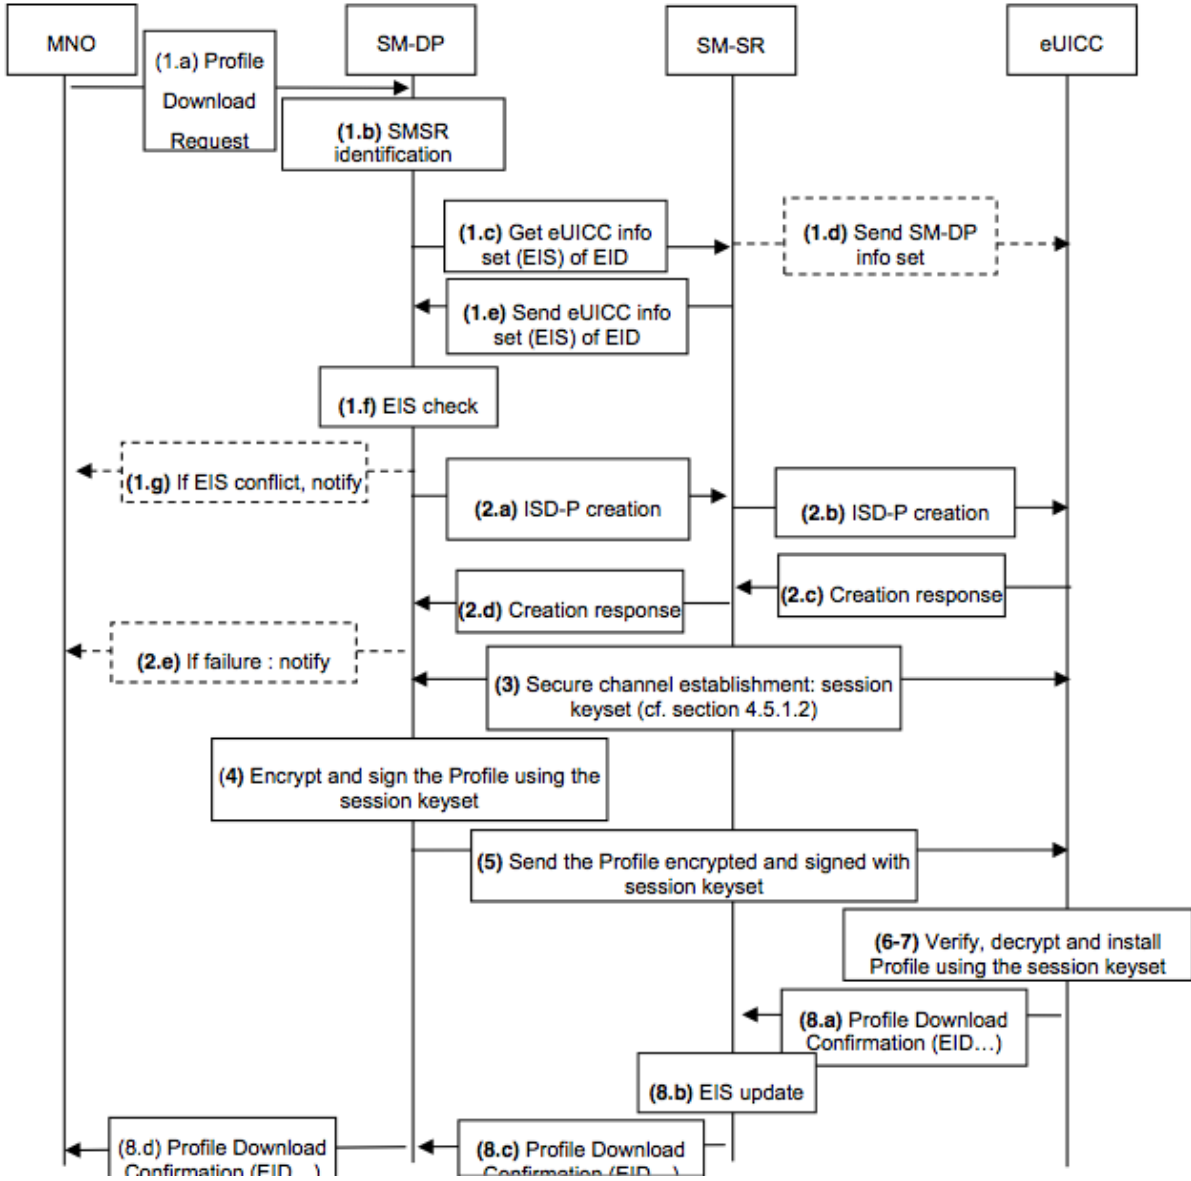 MNO
SM-DP
SM-SR
eUICC
(1.a) Profile
Download
Request
(1.b) SMSR
identification
(1.c) Get eUICC info
set (EIS) of EID
(1.d) Send SM-DP
info set
(1.e) Send eUICC info
set (EIS) of EID
(1.f) EIS check
(1.g) If EIS conflict, notify
(2.a) ISD-P creation
(2.b) ISD-P creation
(2.c) Creation response
(2.d) Creation response
(2.e) If failure : notify
(3) Secure channel establishment: session
keyset (cf. section 4.5.1.2)
(4) Encrypt and sign the Profile using the
session keyset
(5) Send the Profile encrypted and signed with
session keyset
(6-7) Verify, decrypt and install
Profile using the session keyset
(8.a) Profile Download
Confirmation (EID...)
(8.b) EIS update
(8.d) Profile Download
Confirmation (EID...)
(8.c) Profile Download
Confirmation (EID...)